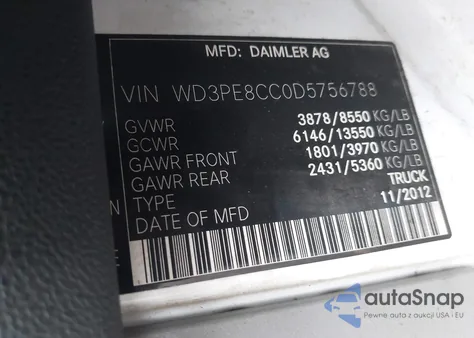 MFD: DAIMLER AG
VIN WD3PE8CC0D5756788
GVWR 3878/8550 KG/LB
GCWR 6146/13550 KG/LB
GAWR FRONT 1801/3970 KG/LB
GAWR REAR 2431/5360 KG/LB
TYPE TRUCK
DATE OF MFD 11/2012
N
E
autoSnap
Pewne auta z aukcji USA i EU